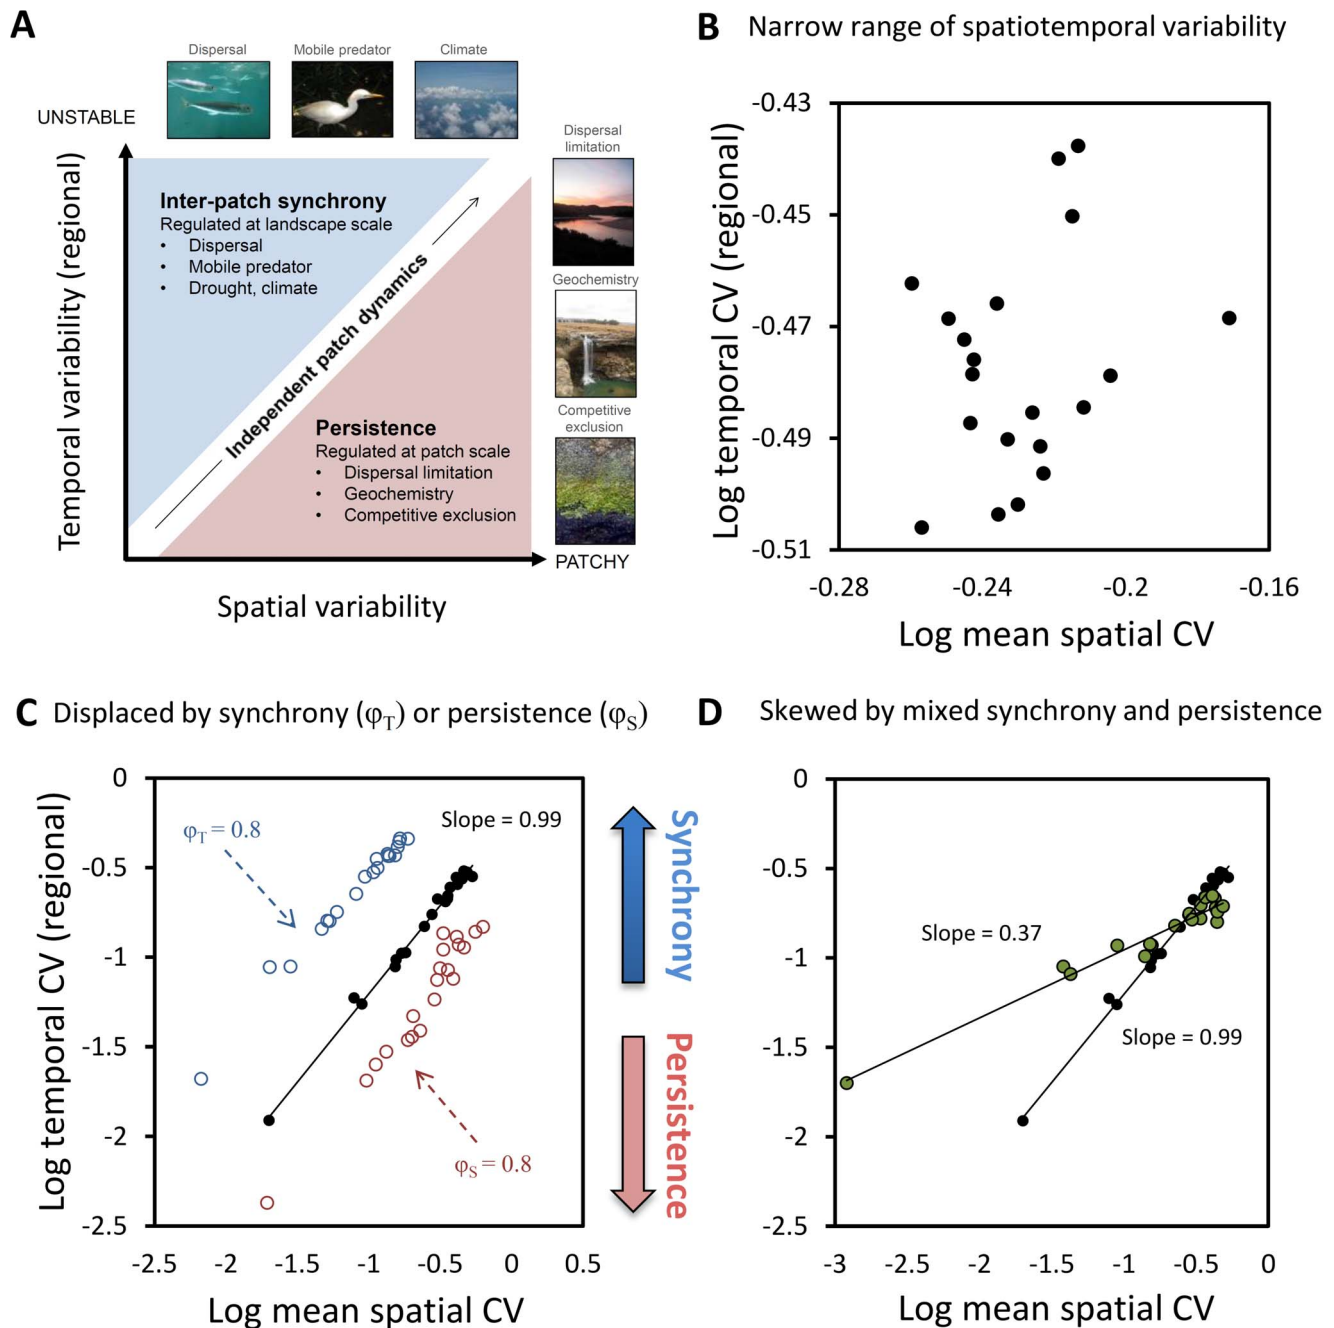 A
Dispersal
Mobile predator
Climate
UNSTABLE
Temporal variability (regional)
Inter-patch synchrony
Regulated at landscape scale
• Dispersal
• Mobile predator
• Drought, climate
Independent patch dynamics
Persistence
Regulated at patch scale
• Dispersal limitation
• Geochemistry
• Competitive exclusion
Dispersal
limitation
Geochemistry
Competitive
exclusion
PATCHY
Spatial variability
B Narrow range of spatiotemporal variability
Log temporal CV (regional)
-0.43
-0.45
-0.47
-0.49
-0.51
-0.28 -0.24 -0.2 -0.16
Log mean spatial CV
C Displaced by synchrony (φT) or persistence (φS)
Log temporal CV (regional)
0
-0.5
-1
-1.5
-2
-2.5
φT = 0.8
Slope = 0.99
φS = 0.8
-2.5 -2 -1.5 -1 -0.5 0 0.5
Log mean spatial CV
Synchrony
Persistence
D Skewed by mixed synchrony and persistence
0
-0.5
-1
-1.5
-2
-2.5
Slope = 0.37
Slope = 0.99
-3 -2.5 -2 -1.5 -1 -0.5 0
Log mean spatial CV